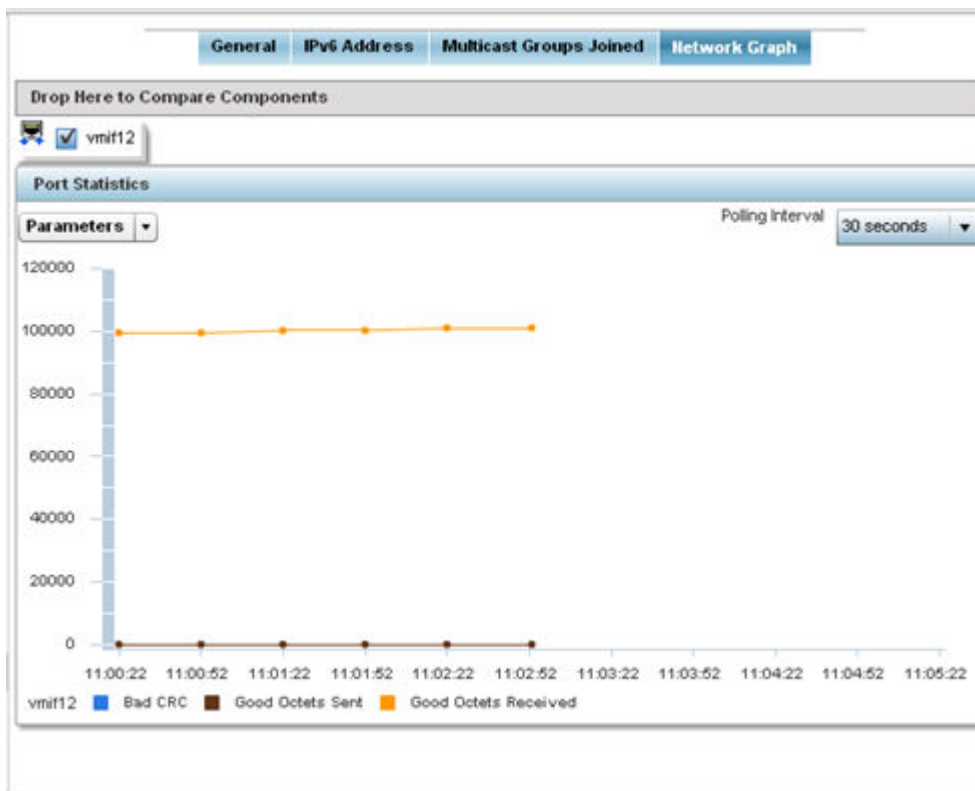 General IPv6 Address Multicast Groups Joined Network Graph
Drop Here to Compare Components
vmif12
Port Statistics
Parameters
Polling Interval 30 seconds
120000
100000
80000
60000
40000
20000
0
11:00:22 11:00:52 11:01:22 11:01:52 11:02:22 11:02:52 11:03:22 11:03:52 11:04:22 11:04:52 11:05:22
vmif12 Bad CRC Good Octets Sent Good Octets Received